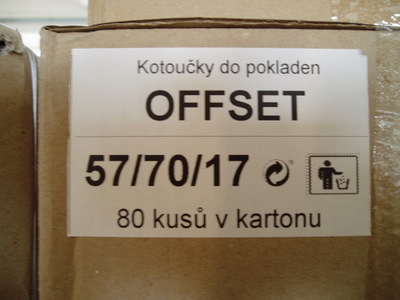 Kotoučky do pokladen
OFFSET
57/70/17
80 kusů v kartonu